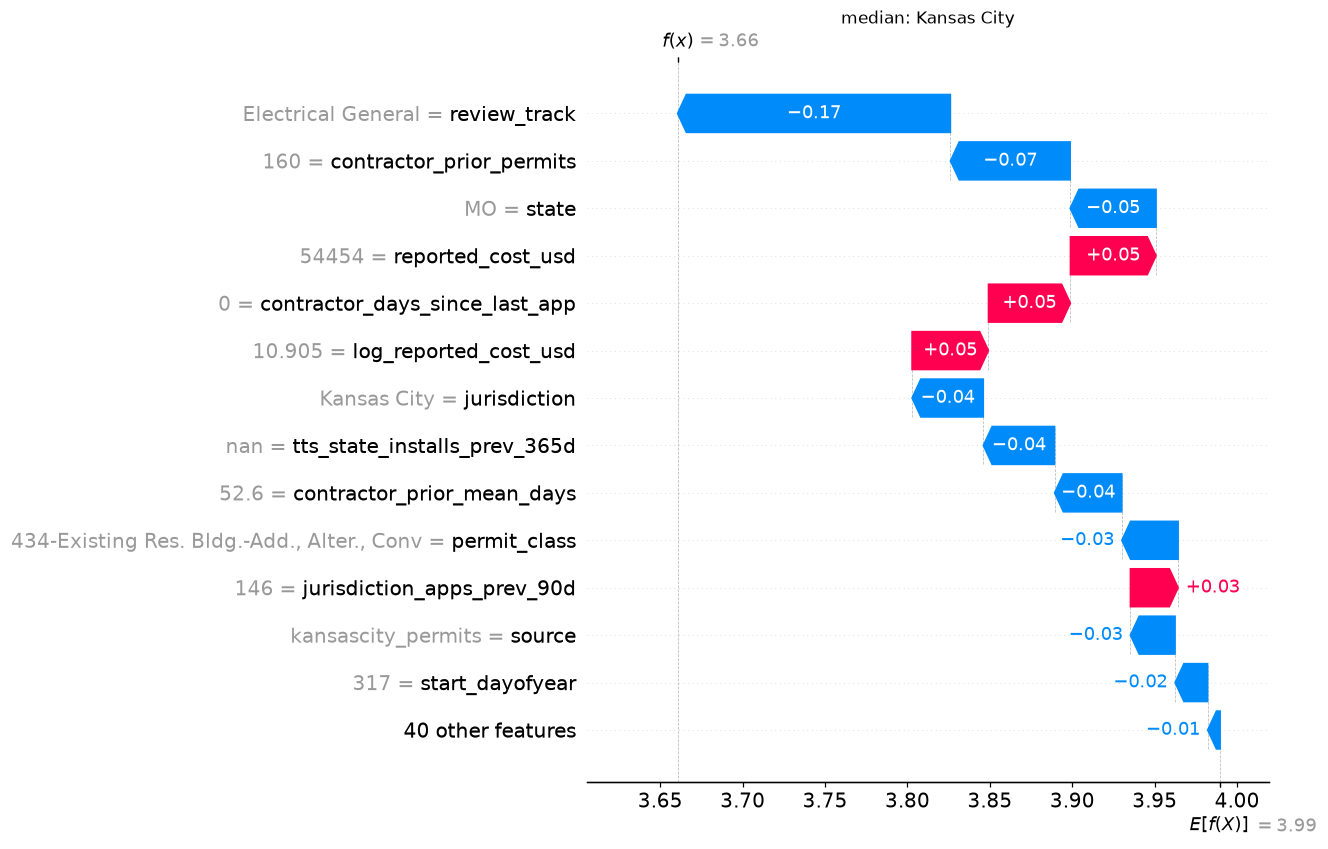 median: Kansas City
f(x) = 3.66
Electrical General = review_track
−0.17
160 = contractor_prior_permits
−0.07
MO = state
−0.05
54454 = reported_cost_usd
+0.05
0 = contractor_days_since_last_app
+0.05
10.905 = log_reported_cost_usd
+0.05
Kansas City = jurisdiction
−0.04
nan = tts_state_installs_prev_365d
−0.04
52.6 = contractor_prior_mean_days
−0.04
434-Existing Res. Bldg.-Add., Alter., Conv = permit_class
−0.03
146 = jurisdiction_apps_prev_90d
+0.03
kansascity_permits = source
−0.03
317 = start_dayofyear
−0.02
40 other features
−0.01
3.65 3.70 3.75 3.80 3.85 3.90 3.95 4.00
E[f(X)] = 3.99